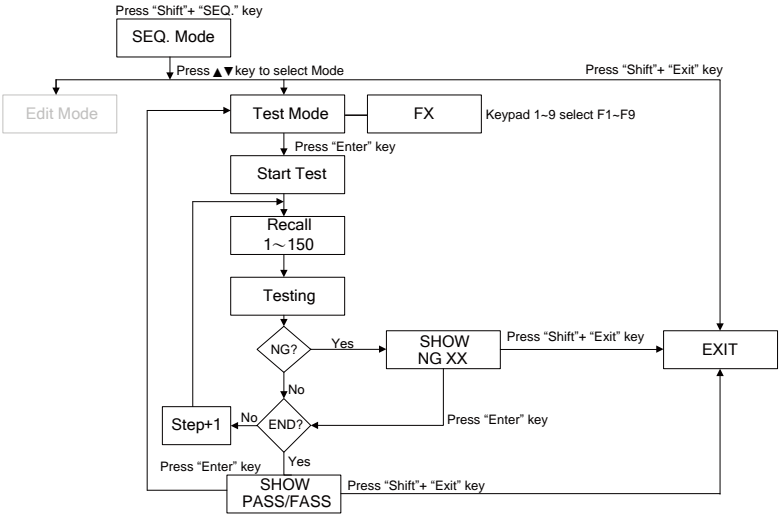 Press “Shift”+ “SEQ.” key
SEQ. Mode
Press ▲▼key to select Mode
Press “Shift”+ “Exit” key
Edit Mode
Test Mode
FX
Keypad 1~9 select F1~F9
Press “Enter” key
Start Test
Recall
1～150
Testing
NG?
Yes
SHOW
NG XX
Press “Shift”+ “Exit” key
EXIT
No
Step+1
No
END?
Press “Enter” key
Yes
Press “Enter” key
SHOW
PASS/FASS
Press “Shift”+ “Exit” key